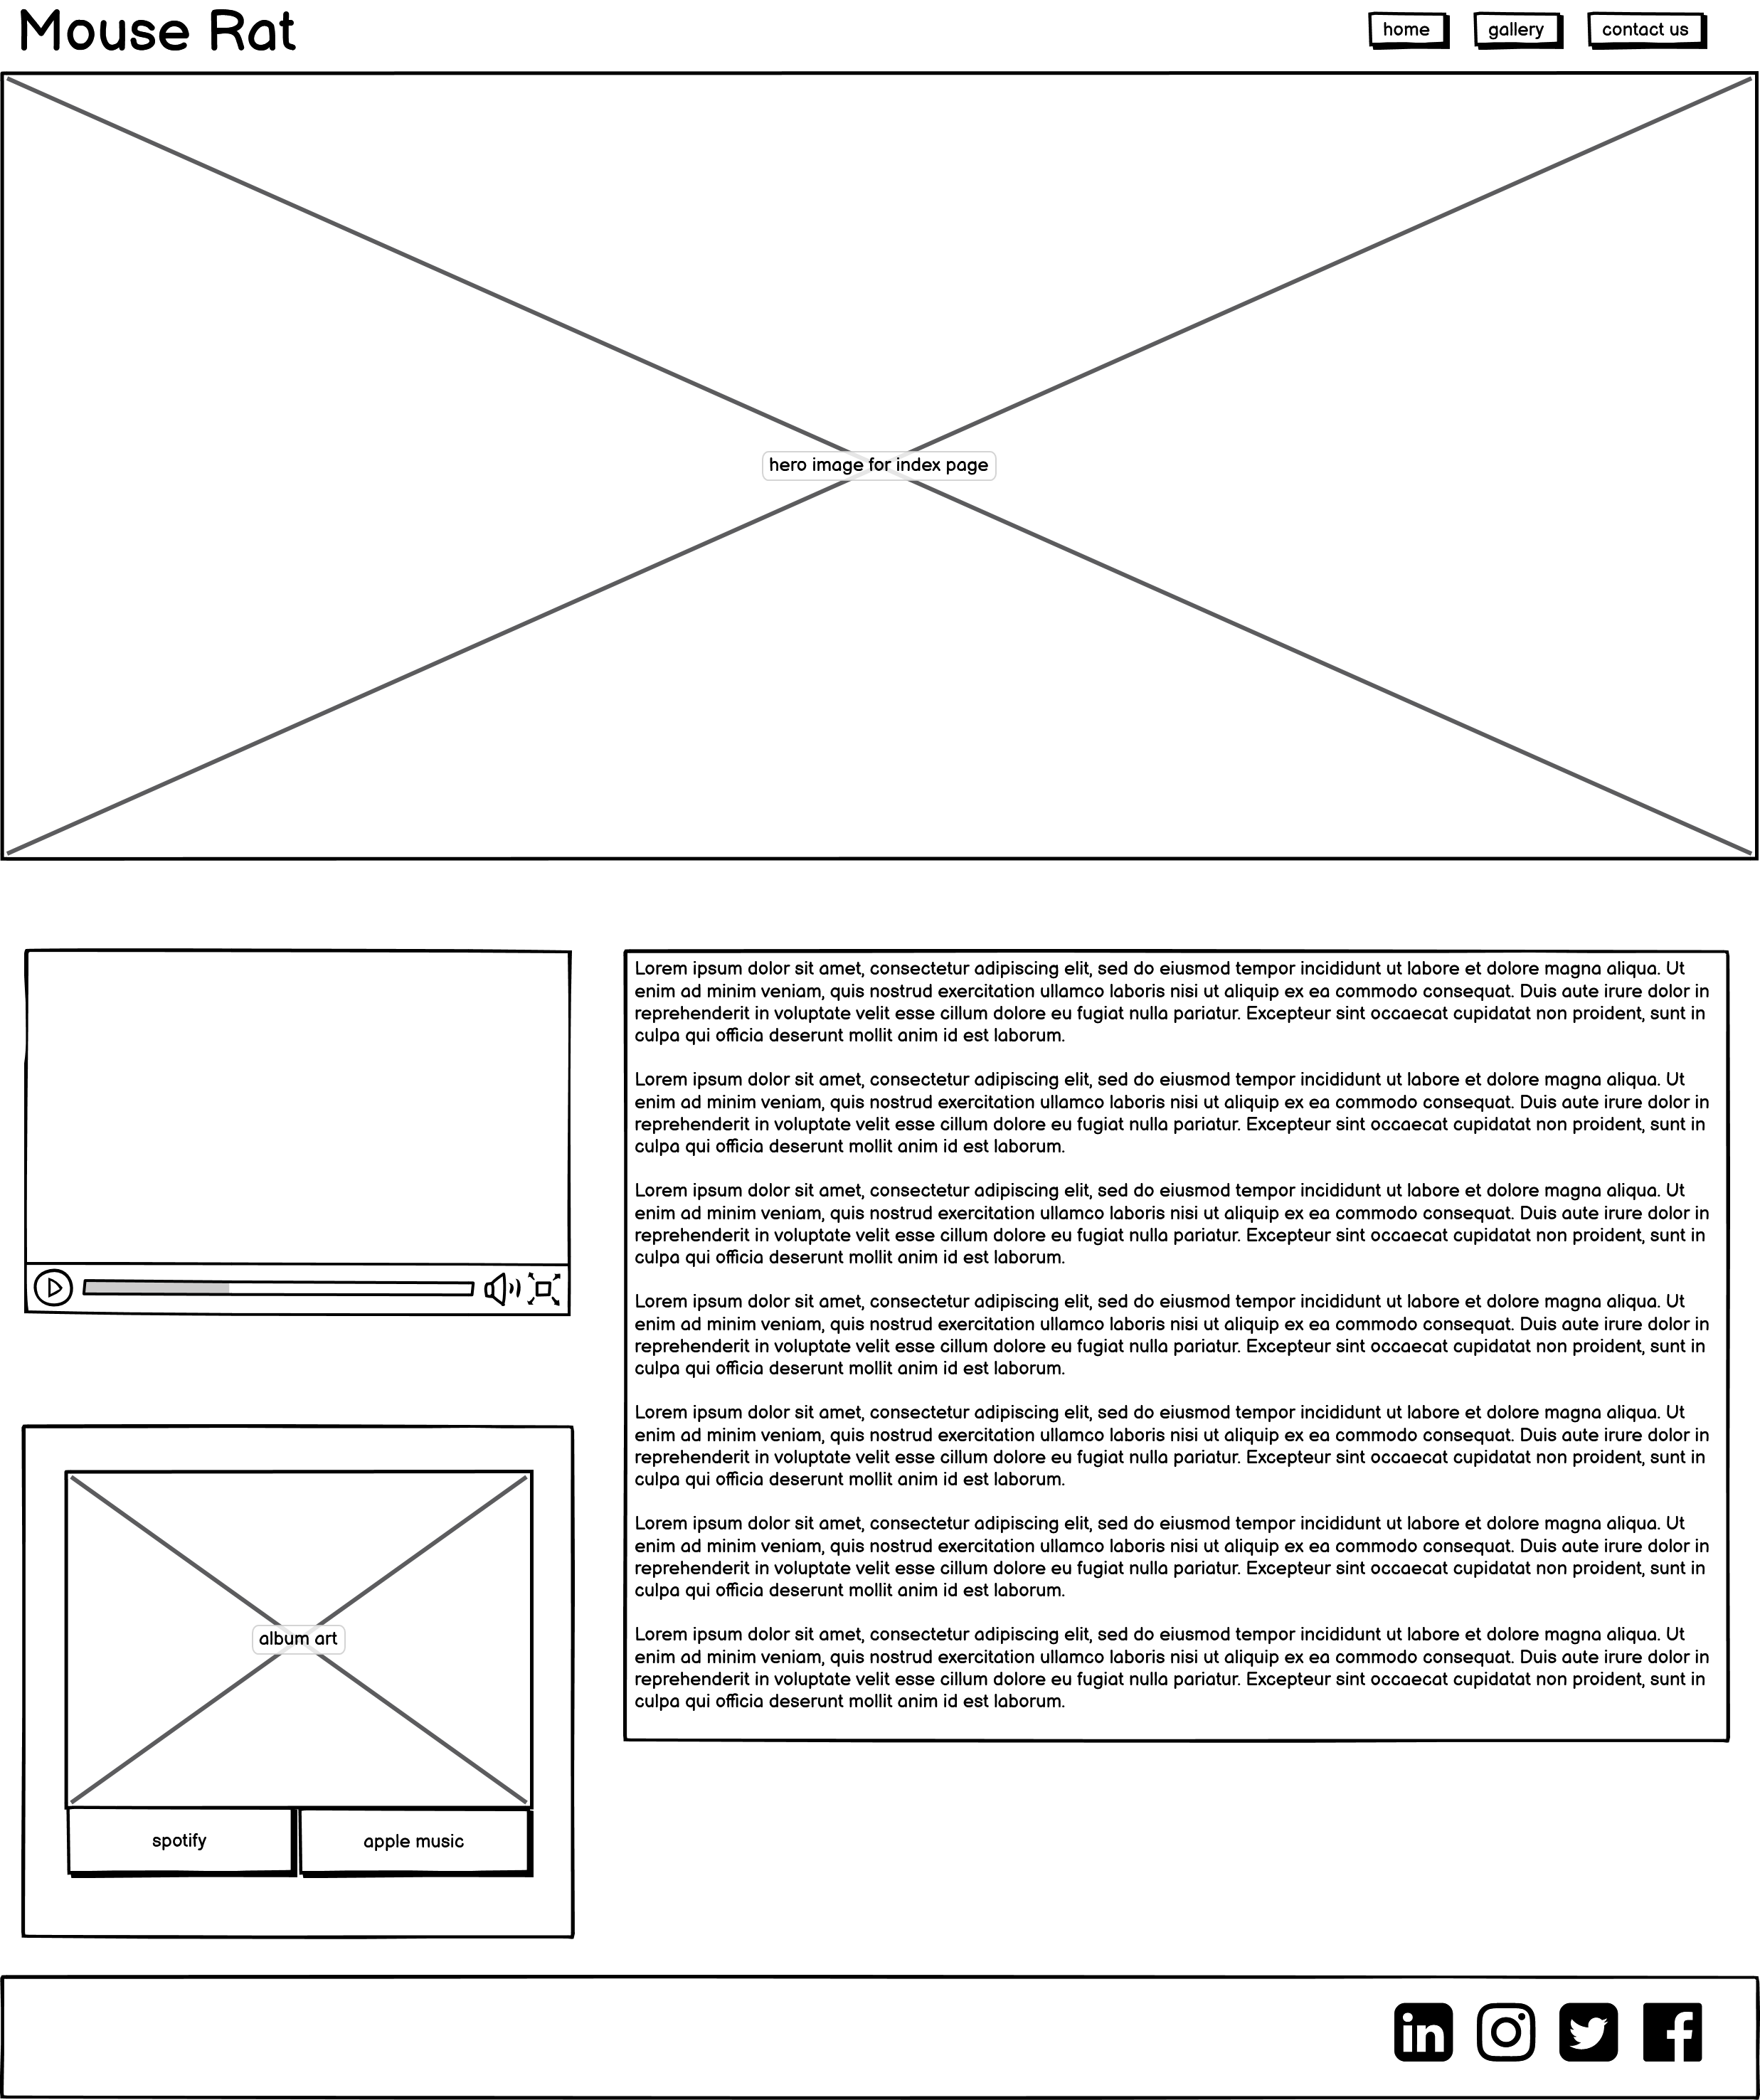 Mouse Rat
home
gallery
contact us
hero image for index page
Lorem ipsum dolor sit amet, consectetur adipiscing elit, sed do eiusmod tempor incididunt ut labore et dolore magna aliqua. Ut
enim ad minim veniam, quis nostrud exercitation ullamco laboris nisi ut aliquip ex ea commodo consequat. Duis aute irure dolor in
reprehenderit in voluptate velit esse cillum dolore eu fugiat nulla pariatur. Excepteur sint occaecat cupidatat non proident, sunt in
culpa qui officia deserunt mollit anim id est laborum.
Lorem ipsum dolor sit amet, consectetur adipiscing elit, sed do eiusmod tempor incididunt ut labore et dolore magna aliqua. Ut
enim ad minim veniam, quis nostrud exercitation ullamco laboris nisi ut aliquip ex ea commodo consequat. Duis aute irure dolor in
reprehenderit in voluptate velit esse cillum dolore eu fugiat nulla pariatur. Excepteur sint occaecat cupidatat non proident, sunt in
culpa qui officia deserunt mollit anim id est laborum.
Lorem ipsum dolor sit amet, consectetur adipiscing elit, sed do eiusmod tempor incididunt ut labore et dolore magna aliqua. Ut
enim ad minim veniam, quis nostrud exercitation ullamco laboris nisi ut aliquip ex ea commodo consequat. Duis aute irure dolor in
reprehenderit in voluptate velit esse cillum dolore eu fugiat nulla pariatur. Excepteur sint occaecat cupidatat non proident, sunt in
culpa qui officia deserunt mollit anim id est laborum.
Lorem ipsum dolor sit amet, consectetur adipiscing elit, sed do eiusmod tempor incididunt ut labore et dolore magna aliqua. Ut
enim ad minim veniam, quis nostrud exercitation ullamco laboris nisi ut aliquip ex ea commodo consequat. Duis aute irure dolor in
reprehenderit in voluptate velit esse cillum dolore eu fugiat nulla pariatur. Excepteur sint occaecat cupidatat non proident, sunt in
culpa qui officia deserunt mollit anim id est laborum.
Lorem ipsum dolor sit amet, consectetur adipiscing elit, sed do eiusmod tempor incididunt ut labore et dolore magna aliqua. Ut
enim ad minim veniam, quis nostrud exercitation ullamco laboris nisi ut aliquip ex ea commodo consequat. Duis aute irure dolor in
reprehenderit in voluptate velit esse cillum dolore eu fugiat nulla pariatur. Excepteur sint occaecat cupidatat non proident, sunt in
culpa qui officia deserunt mollit anim id est laborum.
Lorem ipsum dolor sit amet, consectetur adipiscing elit, sed do eiusmod tempor incididunt ut labore et dolore magna aliqua. Ut
enim ad minim veniam, quis nostrud exercitation ullamco laboris nisi ut aliquip ex ea commodo consequat. Duis aute irure dolor in
reprehenderit in voluptate velit esse cillum dolore eu fugiat nulla pariatur. Excepteur sint occaecat cupidatat non proident, sunt in
culpa qui officia deserunt mollit anim id est laborum.
Lorem ipsum dolor sit amet, consectetur adipiscing elit, sed do eiusmod tempor incididunt ut labore et dolore magna aliqua. Ut
enim ad minim veniam, quis nostrud exercitation ullamco laboris nisi ut aliquip ex ea commodo consequat. Duis aute irure dolor in
reprehenderit in voluptate velit esse cillum dolore eu fugiat nulla pariatur. Excepteur sint occaecat cupidatat non proident, sunt in
culpa qui officia deserunt mollit anim id est laborum.
album art
spotify
apple music
in
f